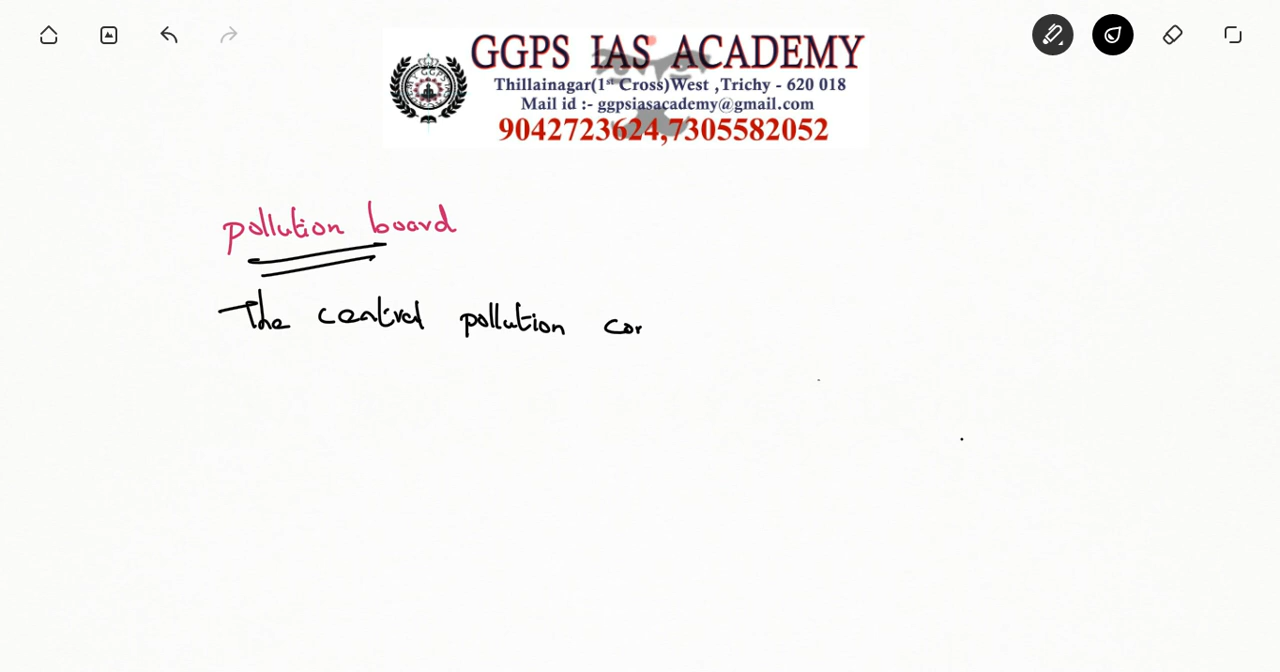 GGPS IAS ACADEMY
Thillainagar(1st Cross)West ,Trichy - 620 018
Mail id :- ggpsiasacademy@gmail.com
9042723624,7305582052
pollution board
The central pollution con